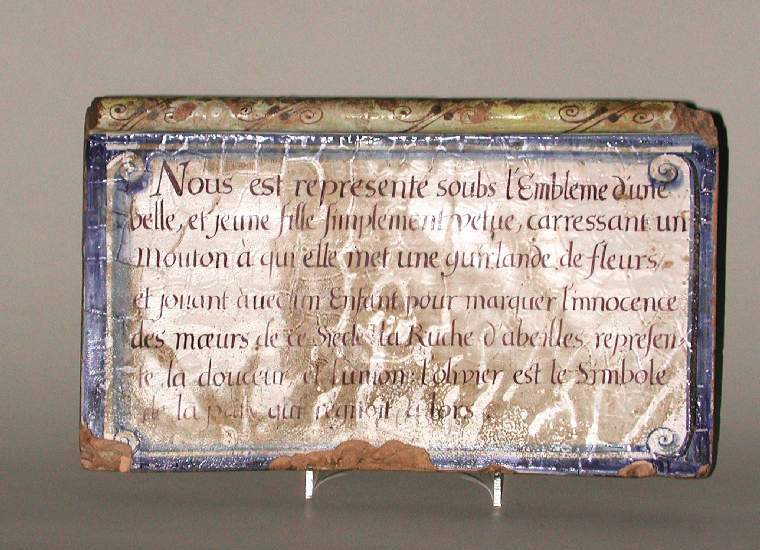 Nous est represente soubs l'Embleme d'une
belle, et jeune fille simplement vetue, carressant un
mouton à qui elle met une guirlande de fleurs
et jouant avec un Enfant pour marquer l'innocence
des mœurs de ce Siecle. la Ruche d'abeilles represen-
te la douceur, et l'union: l'olivier est le Simbole
de la paix qui regnoit alors.